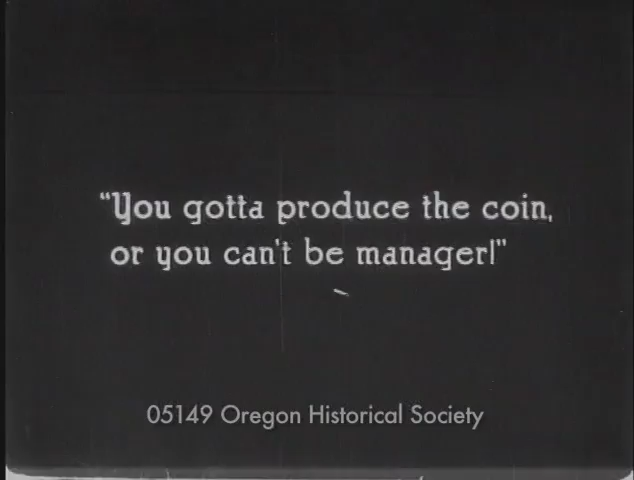 "You gotta produce the coin,
or you can't be manager!"
05149 Oregon Historical Society